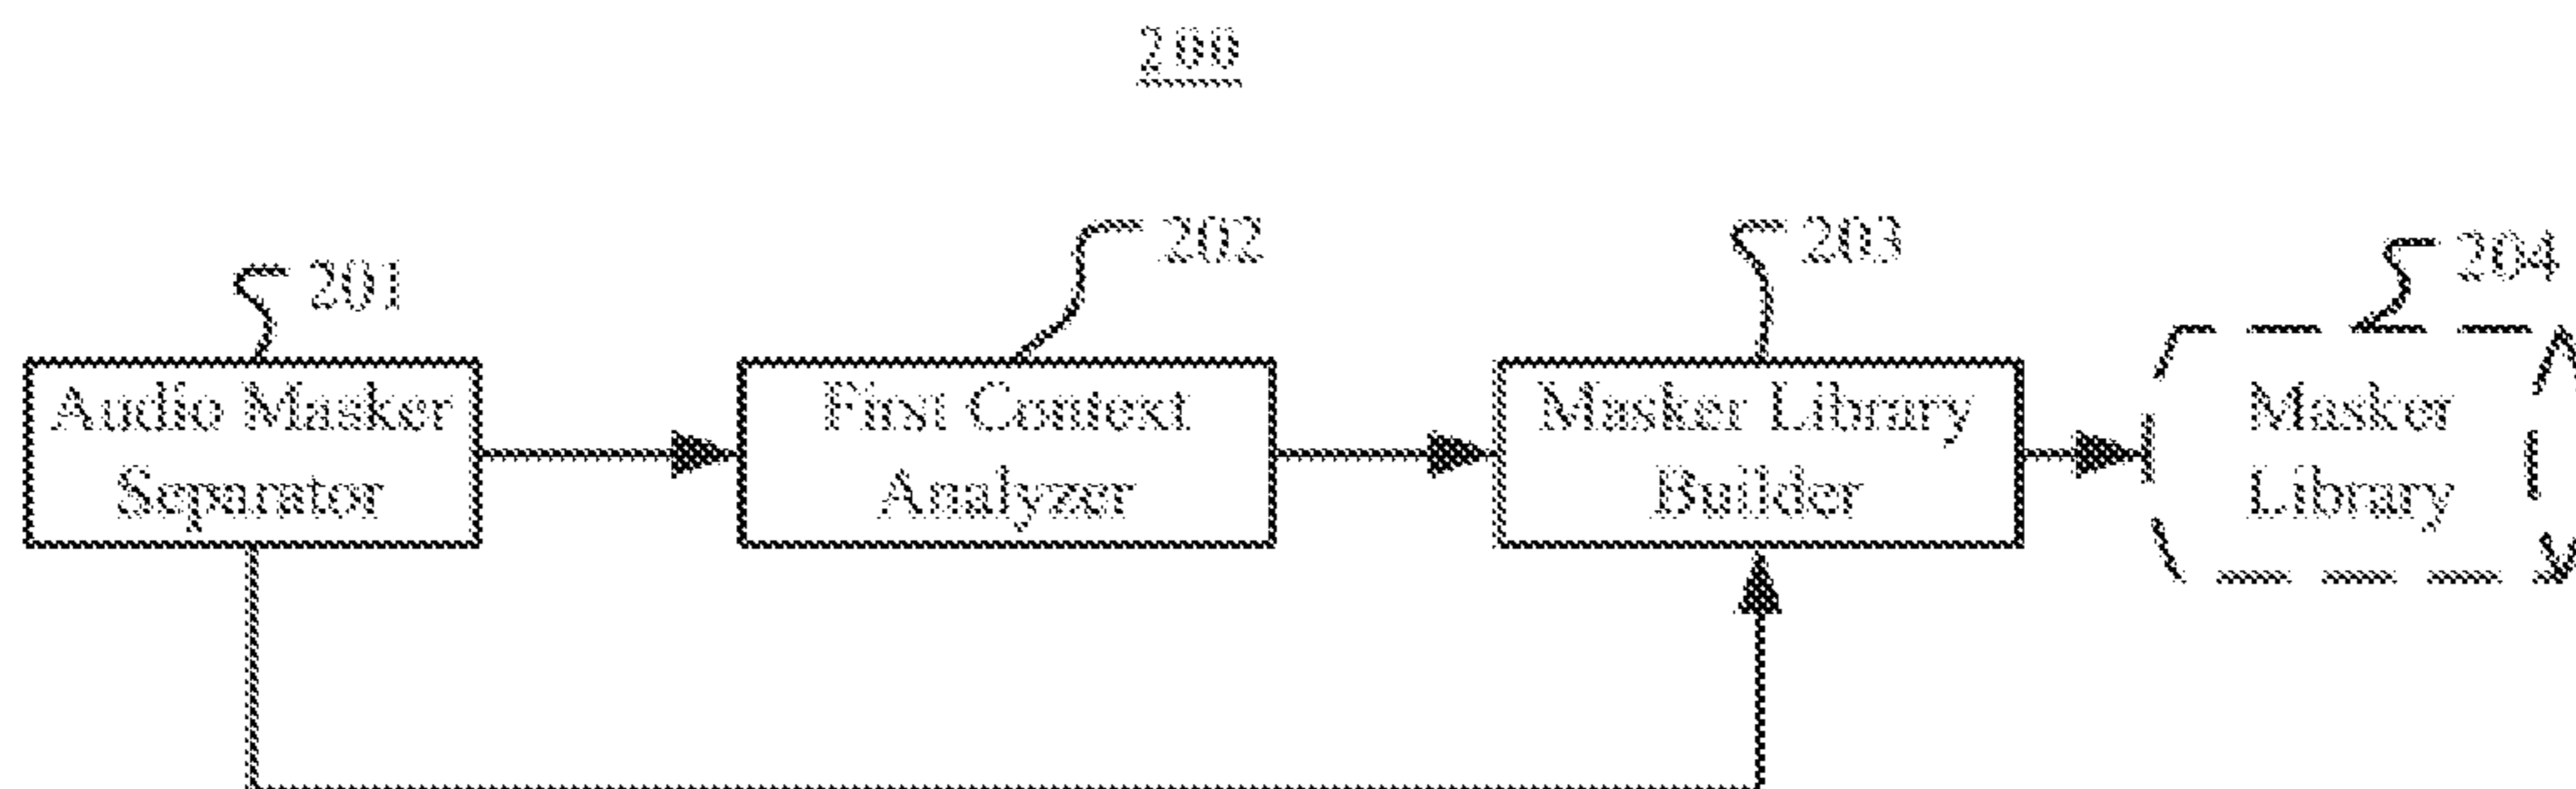 200
201
202
203
204
Audio Masker
Separator
First Context
Analyzer
Masker Library
Builder
Masker
Library